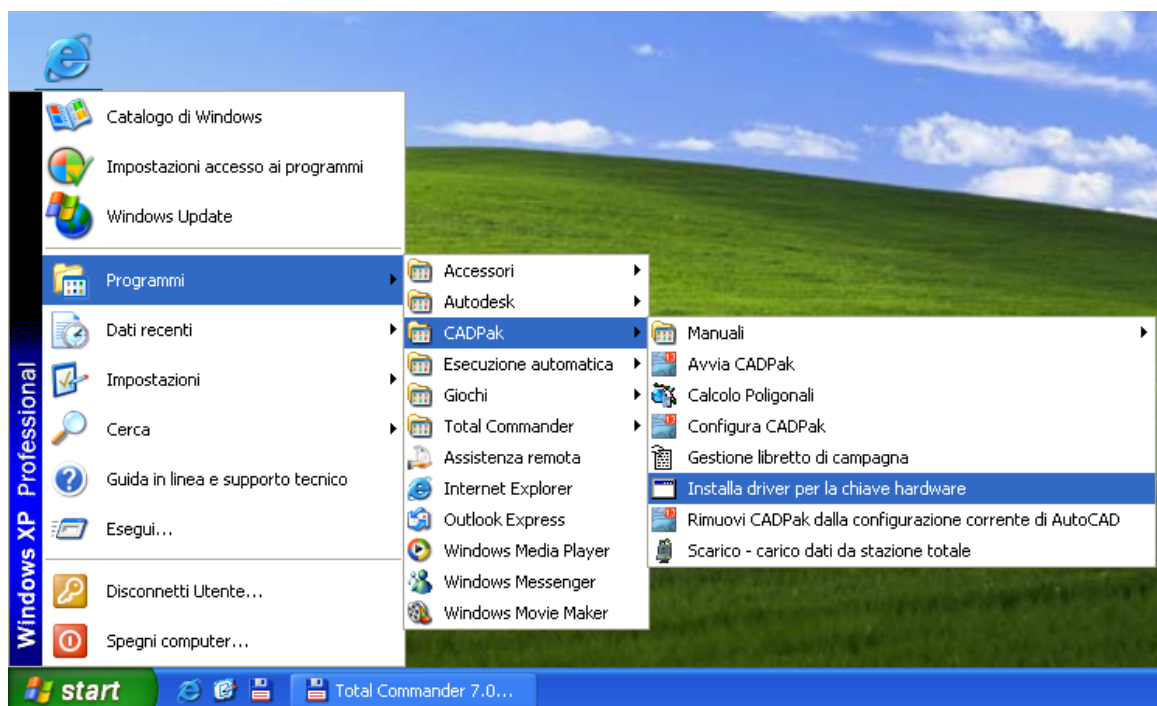 Windows XP Professional
Catalogo di Windows
Impostazioni accesso ai programmi
Windows Update
Programmi
Dati recenti
Impostazioni
Cerca
Guida in linea e supporto tecnico
Esegui...
Disconnetti Utente...
Spegni computer...
Accessori
Autodesk
CADPak
Esecuzione automatica
Giochi
Total Commander
Assistenza remota
Internet Explorer
Outlook Express
Windows Media Player
Windows Messenger
Windows Movie Maker
Manuali
Avvia CADPak
Calcolo Poligonali
Configura CADPak
Gestione libretto di campagna
Installa driver per la chiave hardware
Rimuovi CADPak dalla configurazione corrente di AutoCAD
Scarico - carico dati da stazione totale
start
Total Commander 7.0...